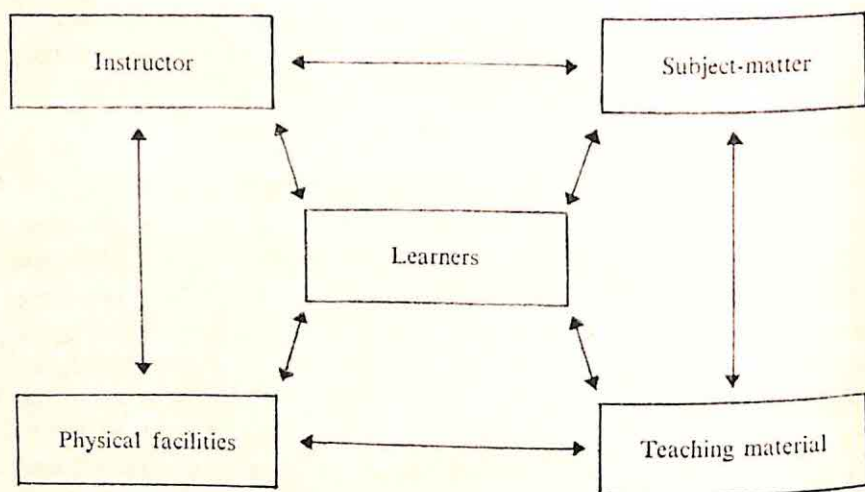 Instructor
Subject-matter
Learners
Physical facilities
Teaching material